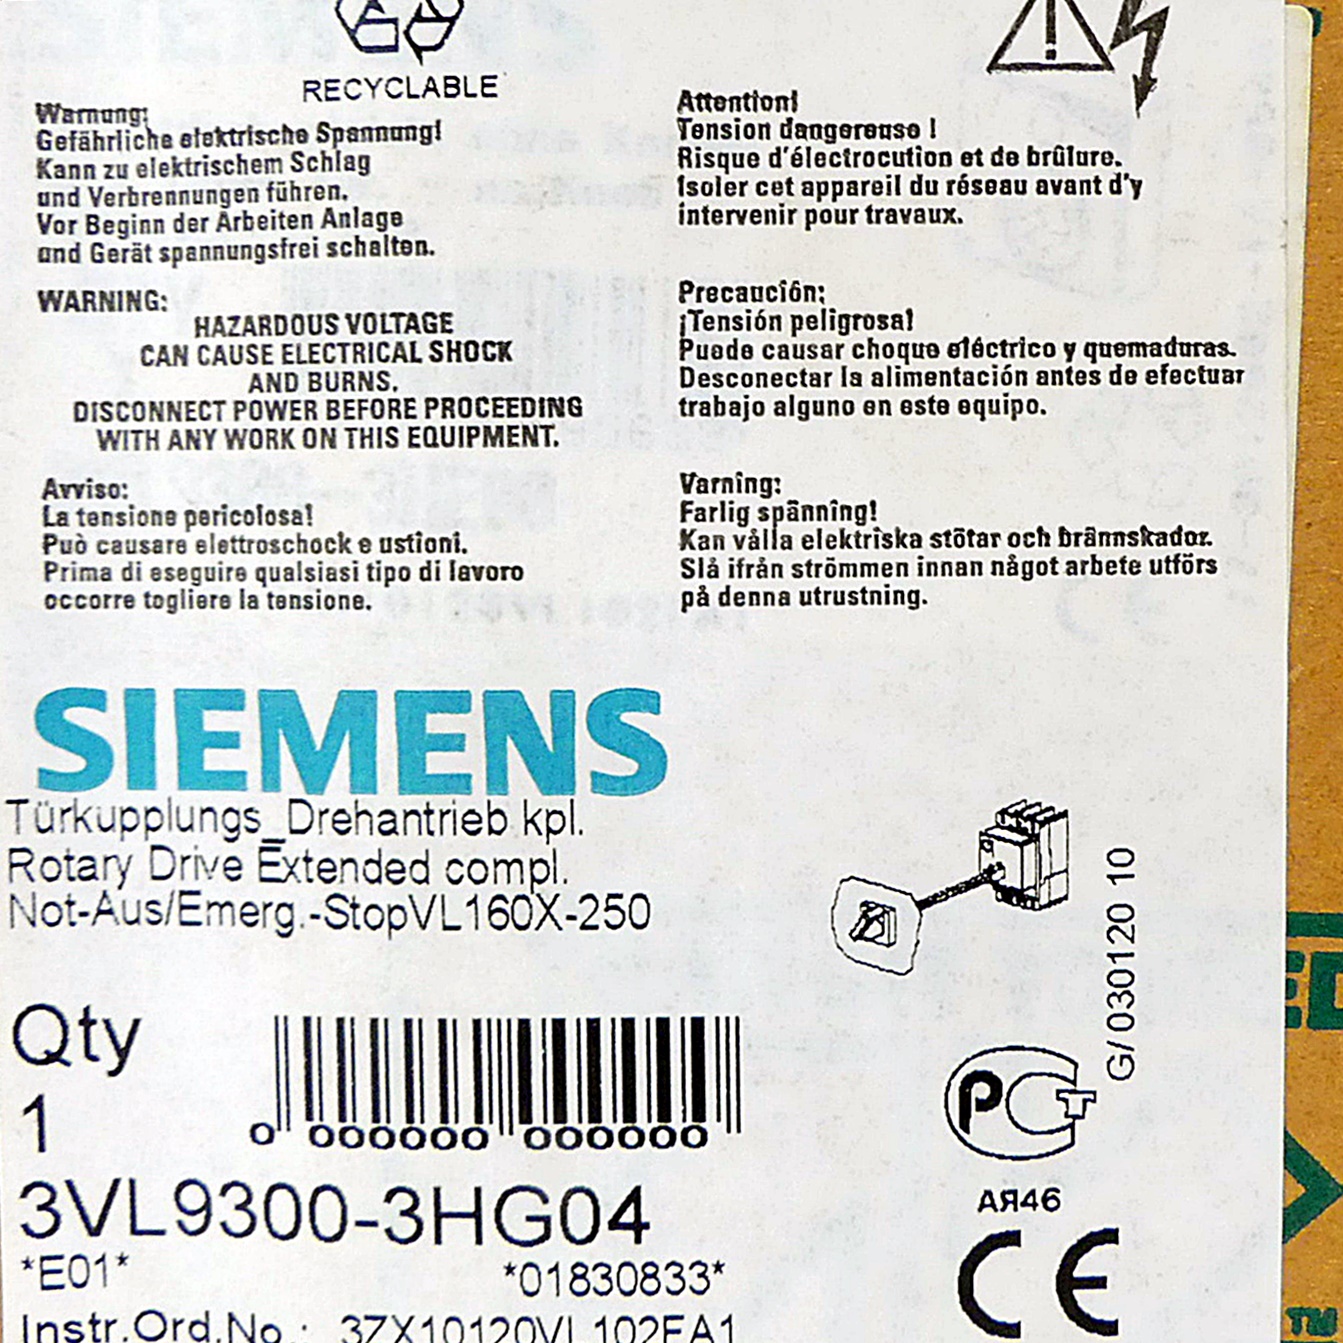 RECYCLABLE
Warnung:
Gefährliche elektrische Spannung!
Kann zu elektrischem Schlag
und Verbrennungen führen.
Vor Beginn der Arbeiten Anlage
und Gerät spannungsfrei schalten.
WARNING:
HAZARDOUS VOLTAGE
CAN CAUSE ELECTRICAL SHOCK
AND BURNS.
DISCONNECT POWER BEFORE PROCEEDING
WITH ANY WORK ON THIS EQUIPMENT.
Avviso:
La tensione pericolosa!
Può causare elettroschock e ustioni.
Prima di eseguire qualsiasi tipo di lavoro
occorre togliere la tensione.
Attention!
Tension dangereuse !
Risque d'électrocution et de brûlure.
Isoler cet appareil du réseau avant d'y
intervenir pour travaux.
Precaución:
¡Tensión peligrosa!
Puede causar choque eléctrico y quemaduras.
Desconectar la alimentación antes de efectuar
trabajo alguno en este equipo.
Varning:
Farlig spänning!
Kan vålla elektriska stötar och brännskador.
Slå ifrån strömmen innan något arbete utförs
på denna utrustning.
SIEMENS
Türkupplungs_Drehantrieb kpl.
Rotary Drive Extended compl.
Not-Aus/Emerg.-StopVL160X-250
G/030120 10
Qty
1
0 000000 000000
3VL9300-3HG04
*E01* *01830833*
Instr.Ord.No.: 3ZX10120VL102EA1
РСТ
АЯ46
CE
TM